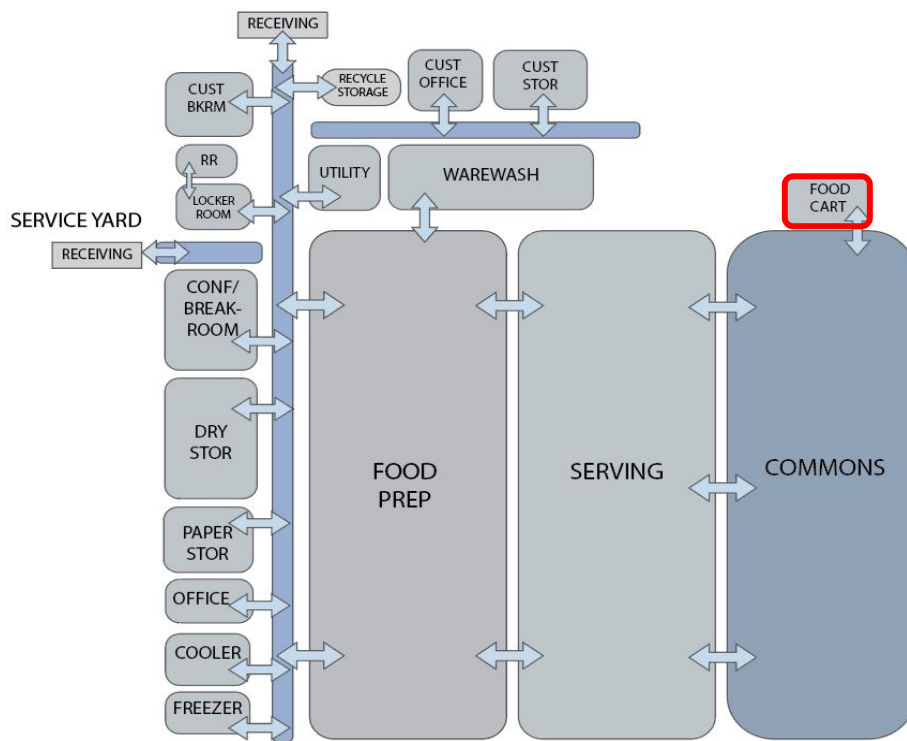 RECEIVING
CUST
BKRM
RECYCLE
STORAGE
CUST
OFFICE
CUST
STOR
RR
LOCKER
ROOM
UTILITY
WAREWASH
FOOD
CART
SERVICE YARD
RECEIVING
CONF/
BREAK-
ROOM
DRY
STOR
FOOD
PREP
SERVING
COMMONS
PAPER
STOR
OFFICE
COOLER
FREEZER